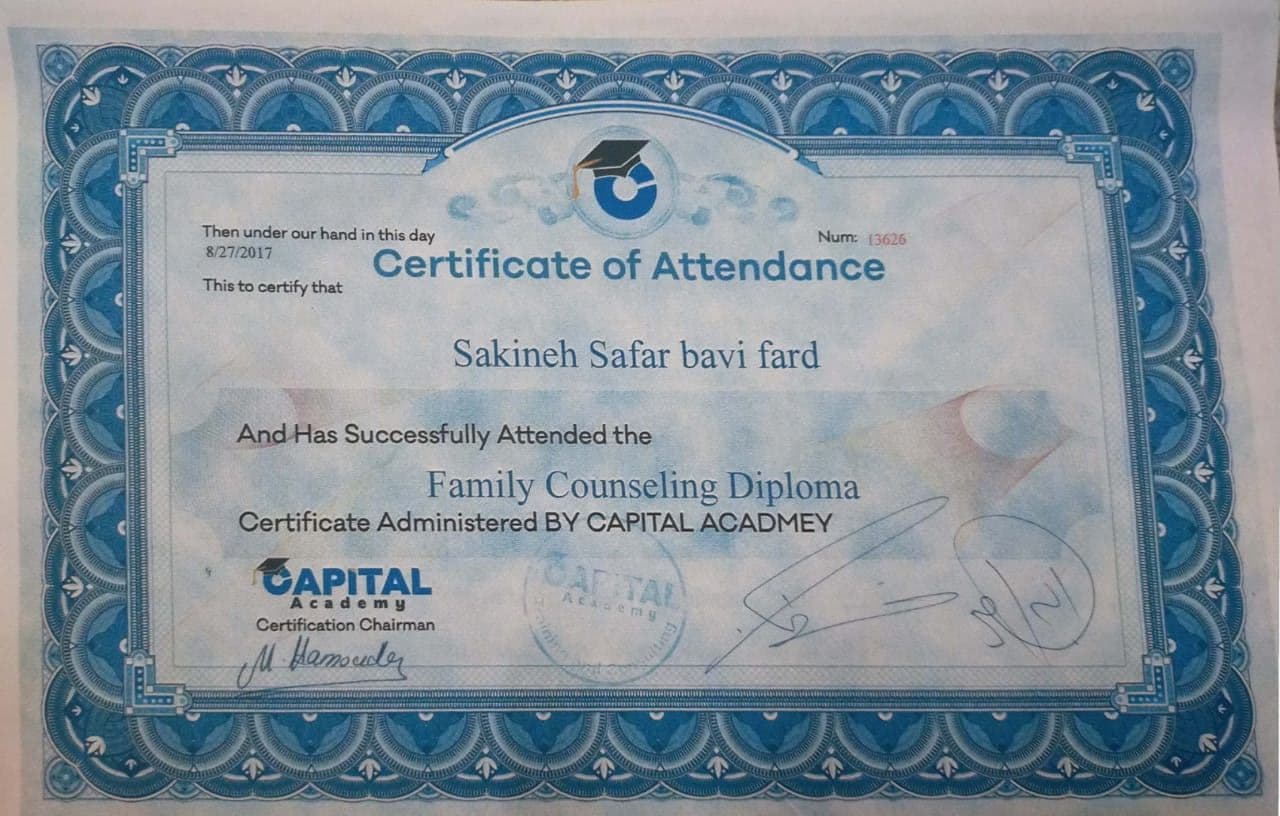 Then under our hand in this day
Num: 13626
8/27/2017
Certificate of Attendance
This to certify that
Sakineh Safar bavi fard
And Has Successfully Attended the
Family Counseling Diploma
Certificate Administered BY CAPITAL ACADMEY
CAPITAL
Academy
Certification Chairman
CAPITAL
Academy